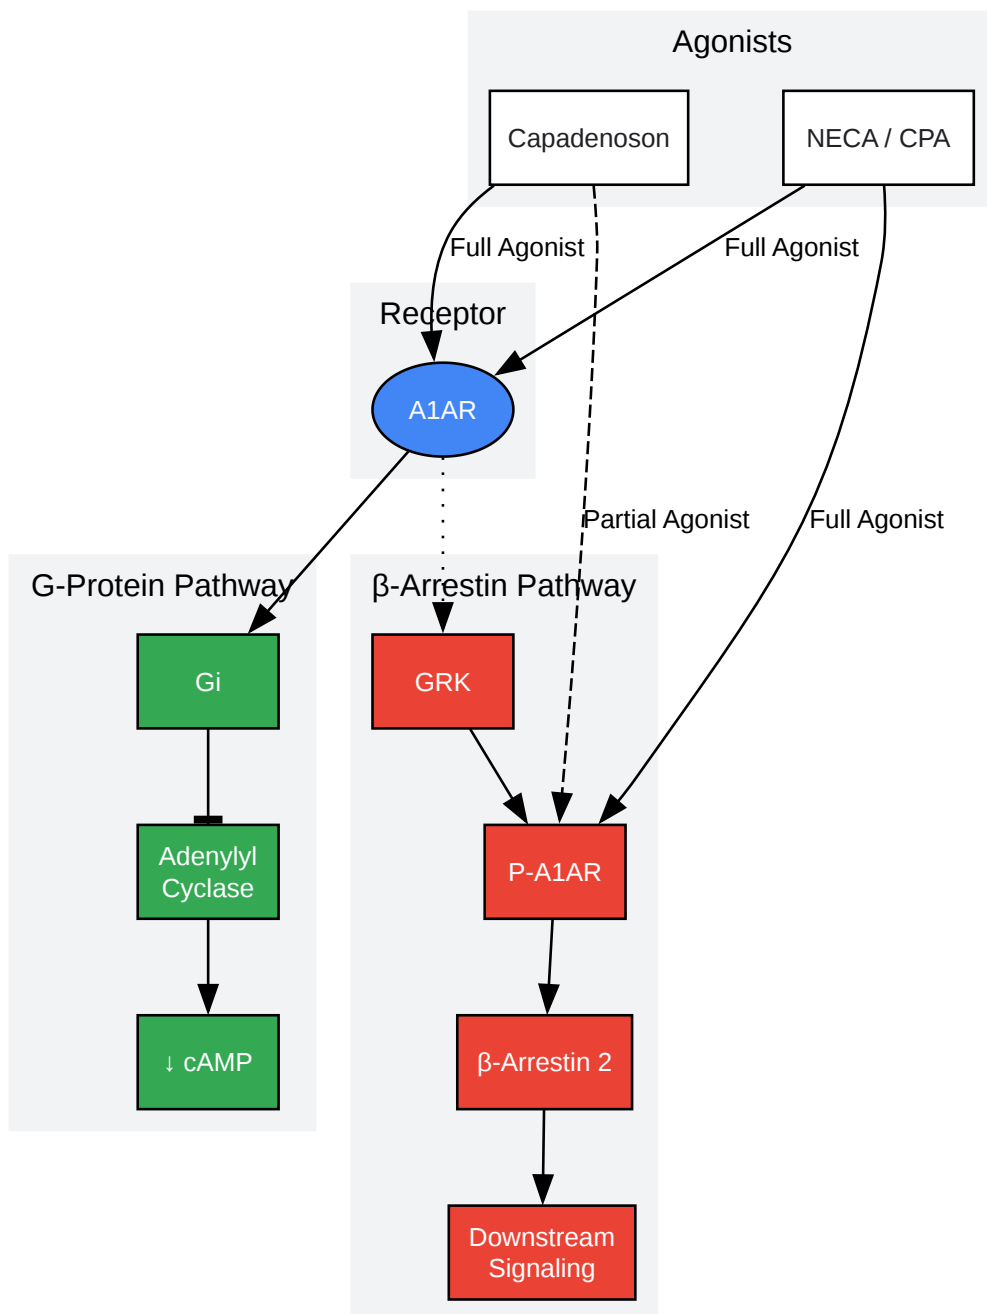 Agonists
Capadenoson
NECA / CPA
Full Agonist
Full Agonist
Receptor
A1AR
Partial Agonist
Full Agonist
G-Protein Pathway
β-Arrestin Pathway
Gi
GRK
Adenylyl
Cyclase
P-A1AR
↓ cAMP
β-Arrestin 2
Downstream
Signaling